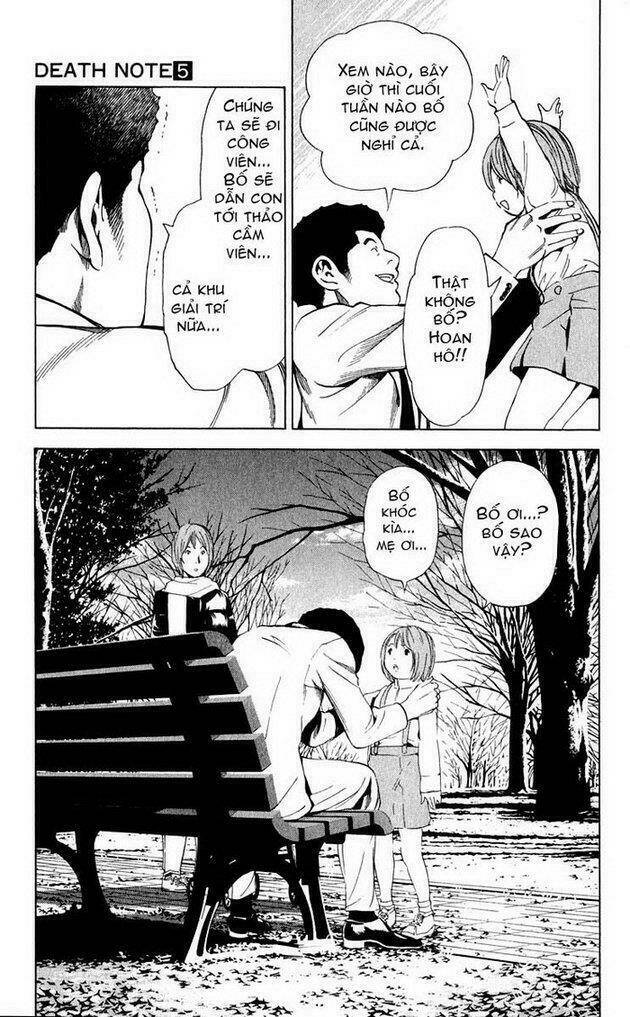 DEATH NOTE 5
XEM NÀO, BÂY
GIỜ THÌ CUỐI
TUẦN NÀO BỐ
CŨNG ĐƯỢC
NGHỈ CẢ.
THẬT
KHÔNG
BỐ?
HOAN
HÔ!!
CHÚNG
TA SẼ ĐI
CÔNG
VIÊN...
BỐ SẼ
DẪN CON
TỚI THẢO
CẦM
VIÊN...
CẢ KHU
GIẢI TRÍ
NỮA...
BỐ ƠI...?
BỐ SAO
VẬY?
BỐ
KHÓC
KÌA...
MẸ ƠI...